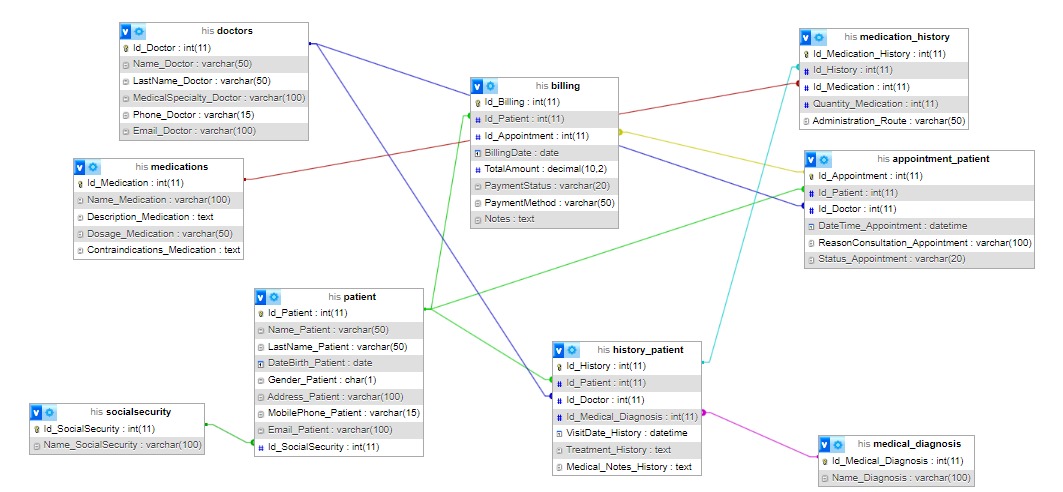 his doctors
Id_Doctor : int(11)
Name_Doctor : varchar(50)
LastName_Doctor : varchar(50)
MedicalSpecialty_Doctor : varchar(100)
Phone_Doctor : varchar(15)
Email_Doctor : varchar(100)
his medications
Id_Medication : int(11)
Name_Medication : varchar(100)
Description_Medication : text
Dosage_Medication : varchar(50)
Contraindications_Medication : text
his billing
Id_Billing : int(11)
Id_Patient : int(11)
Id_Appointment : int(11)
BillingDate : date
TotalAmount : decimal(10,2)
PaymentStatus : varchar(20)
PaymentMethod : varchar(50)
Notes : text
his medication_history
Id_Medication_History : int(11)
Id_History : int(11)
Id_Medication : int(11)
Quantity_Medication : int(11)
Administration_Route : varchar(50)
his appointment_patient
Id_Appointment : int(11)
Id_Patient : int(11)
Id_Doctor : int(11)
DateTime_Appointment : datetime
ReasonConsultation_Appointment : varchar(100)
Status_Appointment : varchar(20)
his patient
Id_Patient : int(11)
Name_Patient : varchar(50)
LastName_Patient : varchar(50)
DateBirth_Patient : date
Gender_Patient : char(1)
Address_Patient : varchar(100)
MobilePhone_Patient : varchar(15)
Email_Patient : varchar(100)
Id_SocialSecurity : int(11)
his socialsecurity
Id_SocialSecurity : int(11)
Name_SocialSecurity : varchar(100)
his history_patient
Id_History : int(11)
Id_Patient : int(11)
Id_Doctor : int(11)
Id_Medical_Diagnosis : int(11)
VisitDate_History : datetime
Treatment_History : text
Medical_Notes_History : text
his medical_diagnosis
Id_Medical_Diagnosis : int(11)
Name_Diagnosis : varchar(100)